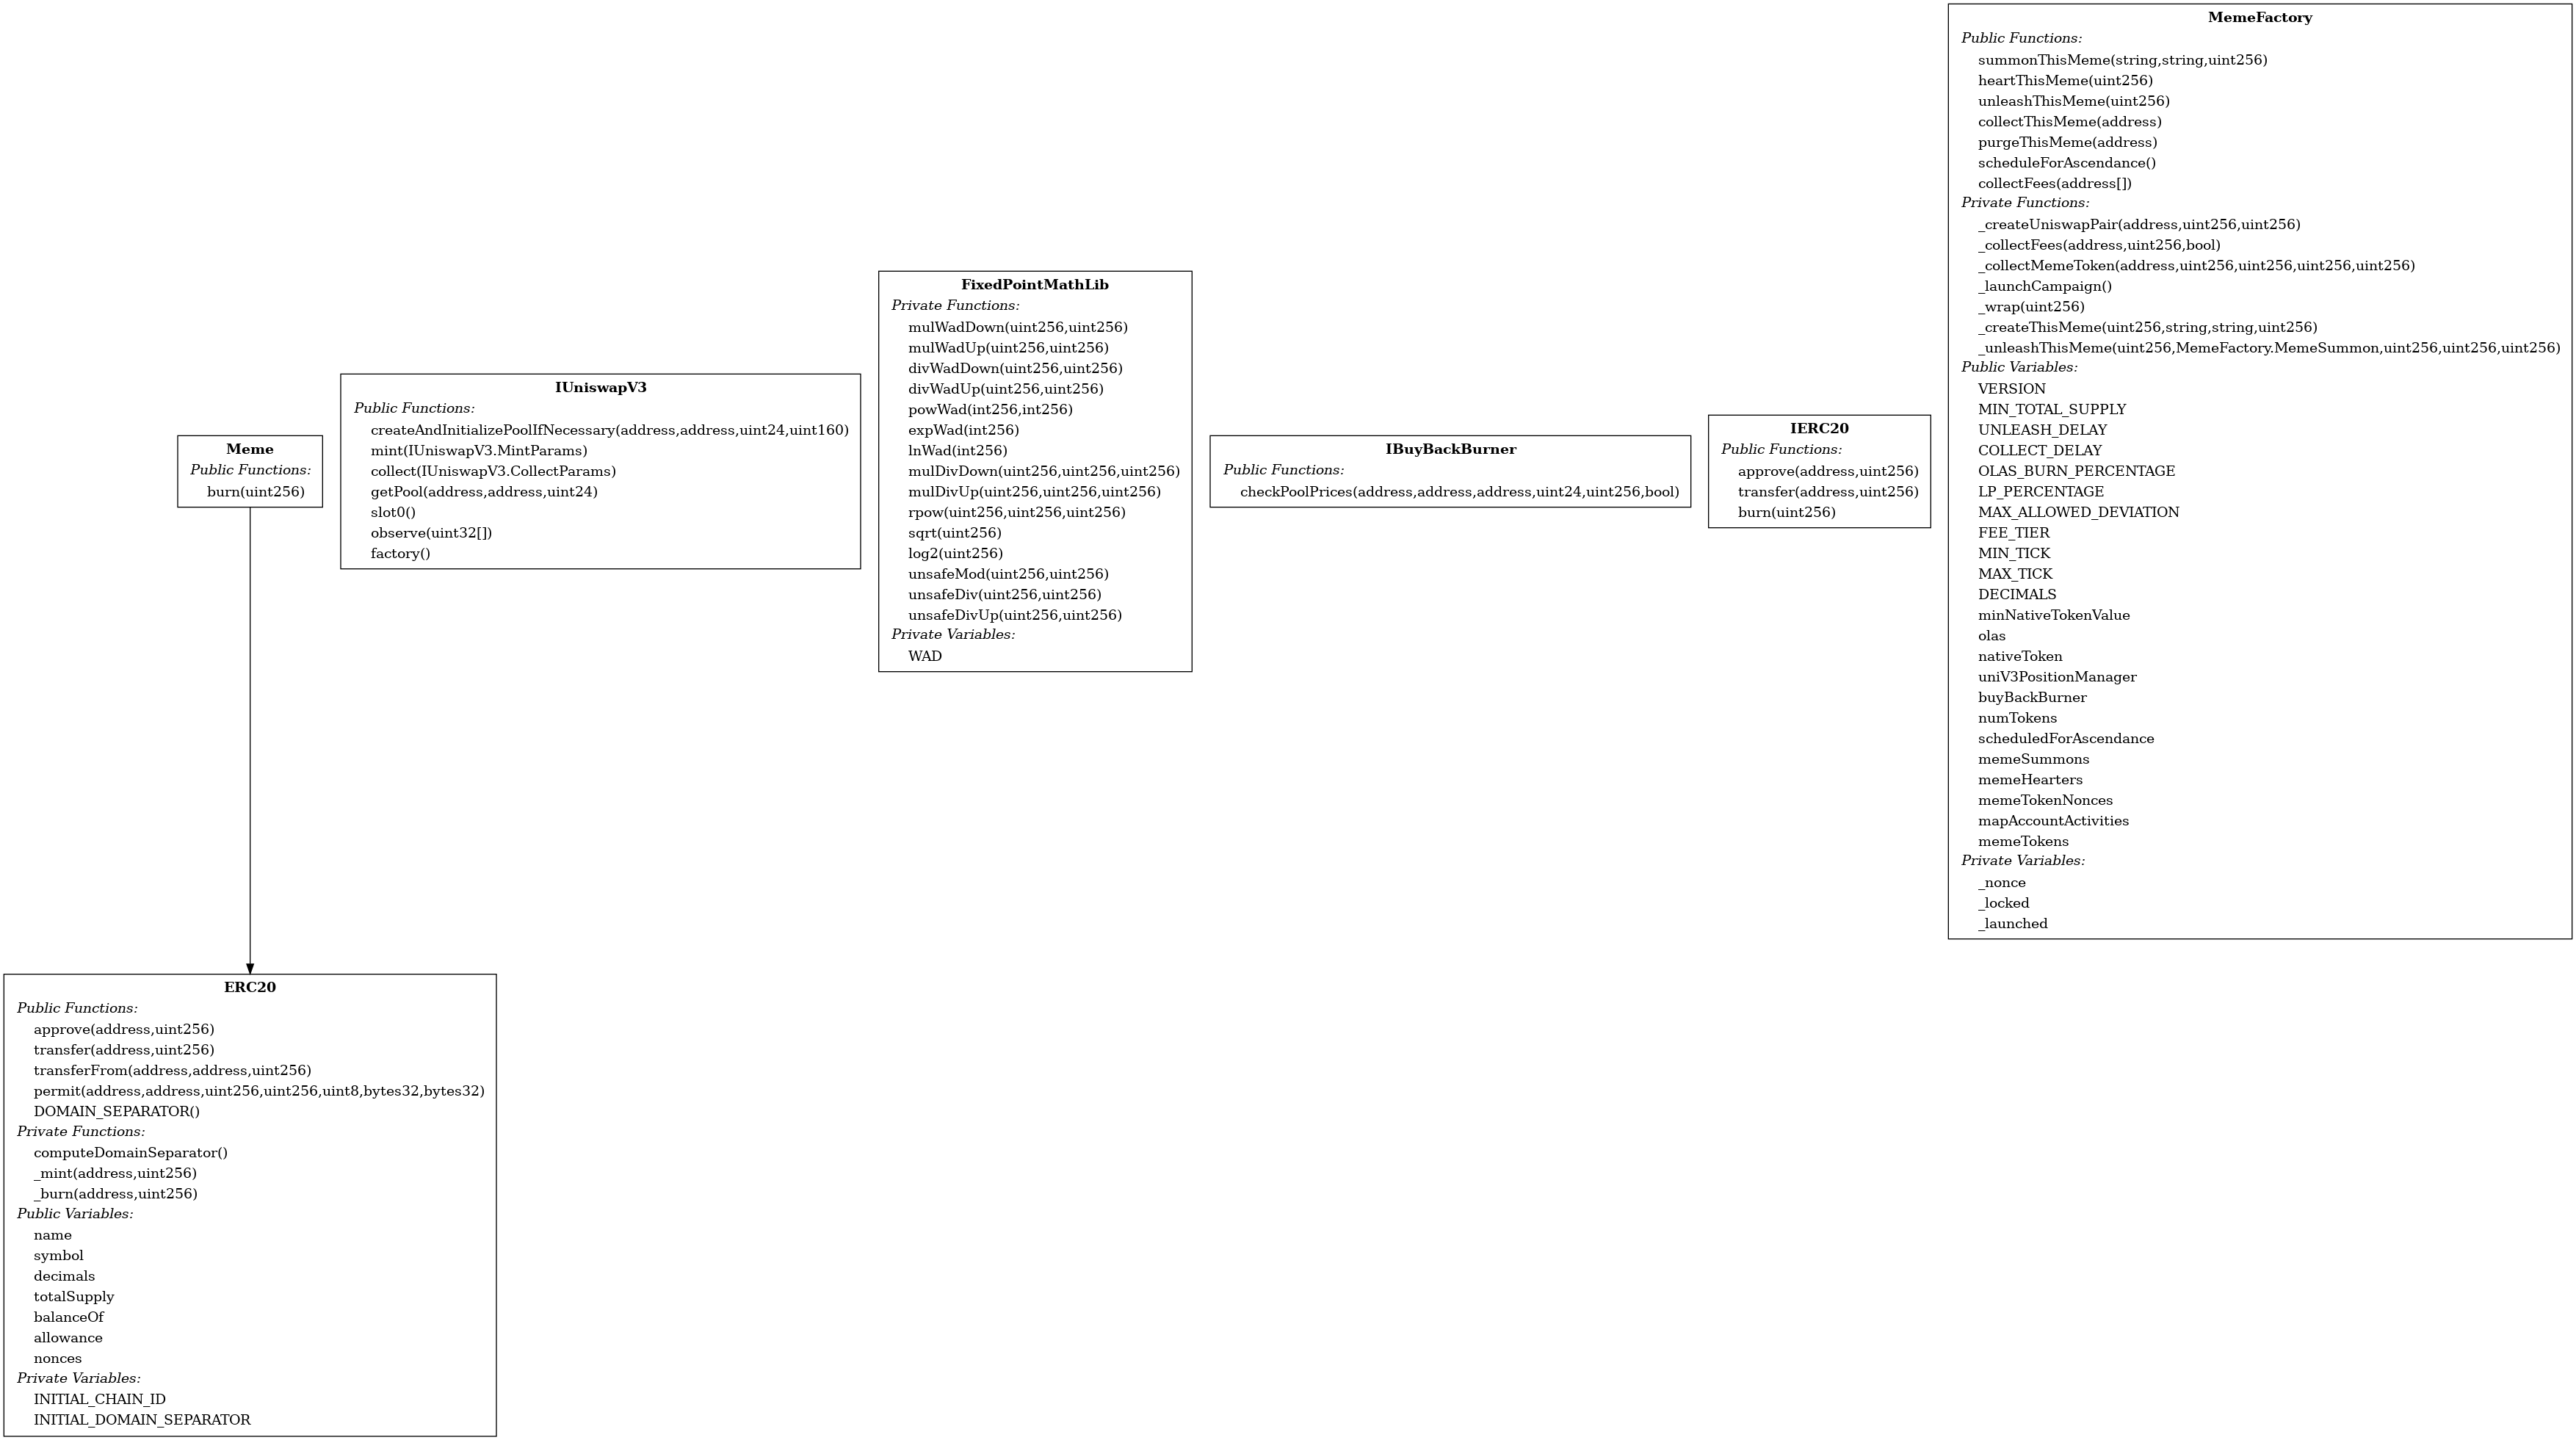 Meme
Public Functions:
burn(uint256)
IUniswapV3
Public Functions:
createAndInitializePoolIfNecessary(address,address,uint24,uint160)
mint(IUniswapV3.MintParams)
collect(IUniswapV3.CollectParams)
getPool(address,address,uint24)
slot0()
observe(uint32[])
factory()
FixedPointMathLib
Private Functions:
mulWadDown(uint256,uint256)
mulWadUp(uint256,uint256)
divWadDown(uint256,uint256)
divWadUp(uint256,uint256)
powWad(int256,int256)
expWad(int256)
lnWad(int256)
mulDivDown(uint256,uint256,uint256)
mulDivUp(uint256,uint256,uint256)
rpow(uint256,uint256,uint256)
sqrt(uint256)
log2(uint256)
unsafeMod(uint256,uint256)
unsafeDiv(uint256,uint256)
unsafeDivUp(uint256,uint256)
Private Variables:
WAD
IBuyBackBurner
Public Functions:
checkPoolPrices(address,address,address,uint24,uint256,bool)
IERC20
Public Functions:
approve(address,uint256)
transfer(address,uint256)
burn(uint256)
MemeFactory
Public Functions:
summonThisMeme(string,string,uint256)
heartThisMeme(uint256)
unleashThisMeme(uint256)
collectThisMeme(address)
purgeThisMeme(address)
scheduleForAscendance()
collectFees(address[])
Private Functions:
_createUniswapPair(address,uint256,uint256)
_collectFees(address,uint256,bool)
_collectMemeToken(address,uint256,uint256,uint256,uint256)
_launchCampaign()
_wrap(uint256)
_createThisMeme(uint256,string,string,uint256)
_unleashThisMeme(uint256,MemeFactory.MemeSummon,uint256,uint256,uint256)
Public Variables:
VERSION
MIN_TOTAL_SUPPLY
UNLEASH_DELAY
COLLECT_DELAY
OLAS_BURN_PERCENTAGE
LP_PERCENTAGE
MAX_ALLOWED_DEVIATION
FEE_TIER
MIN_TICK
MAX_TICK
DECIMALS
minNativeTokenValue
olas
nativeToken
uniV3PositionManager
buyBackBurner
numTokens
scheduledForAscendance
memeSummons
memeHearters
memeTokenNonces
mapAccountActivities
memeTokens
Private Variables:
_nonce
_locked
_launched
ERC20
Public Functions:
approve(address,uint256)
transfer(address,uint256)
transferFrom(address,address,uint256)
permit(address,address,uint256,uint256,uint8,bytes32,bytes32)
DOMAIN_SEPARATOR()
Private Functions:
computeDomainSeparator()
_mint(address,uint256)
_burn(address,uint256)
Public Variables:
name
symbol
decimals
totalSupply
balanceOf
allowance
nonces
Private Variables:
INITIAL_CHAIN_ID
INITIAL_DOMAIN_SEPARATOR